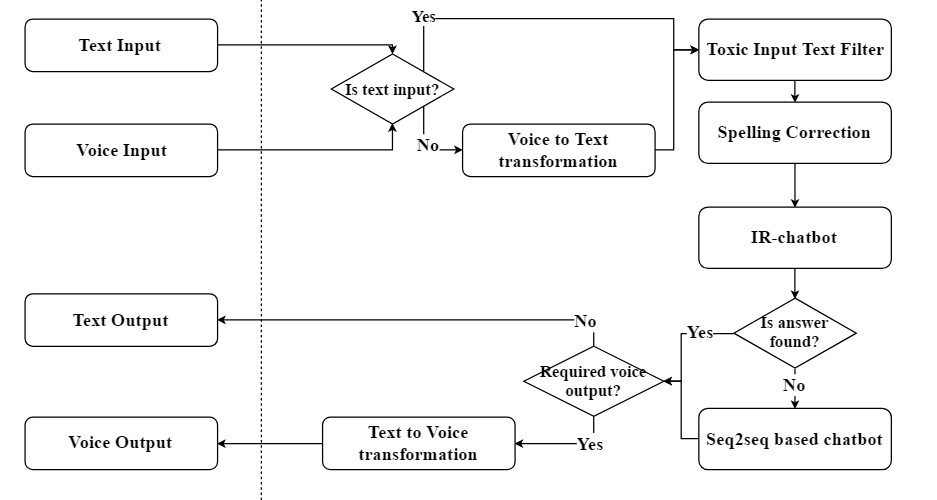 Yes
Text Input
Toxic Input Text Filter
Is text input?
Spelling Correction
Voice Input
No
Voice to Text
transformation
IR-chatbot
Text Output
No
Is answer
found?
Yes
Required voice
output?
No
Voice Output
Text to Voice
transformation
Yes
Seq2seq based chatbot